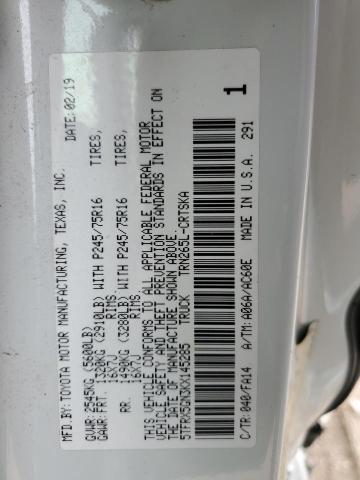 MFD.BY: TOYOTA MOTOR MANUFACTURING, TEXAS, INC. DATE: 02/19
GVWR: 2545KG (5600LB)
GAWR: FRT. 1320KG (2910LB) WITH P245/75R16 TIRES,
16X7J RIMS.
RR. 1490KG (3280LB) WITH P245/75R16 TIRES,
16X7J RIMS.
THIS VEHICLE CONFORMS TO ALL APPLICABLE FEDERAL MOTOR
VEHICLE SAFETY AND THEFT PREVENTION STANDARDS IN EFFECT ON
THE DATE OF MANUFACTURE SHOWN ABOVE.
5TFRX5GN3KX145285 TRUCK TRN265L-CRTSKA
1
C/TR: 040/FA14 A/TM: A06A/AC60E MADE IN U.S.A. 291